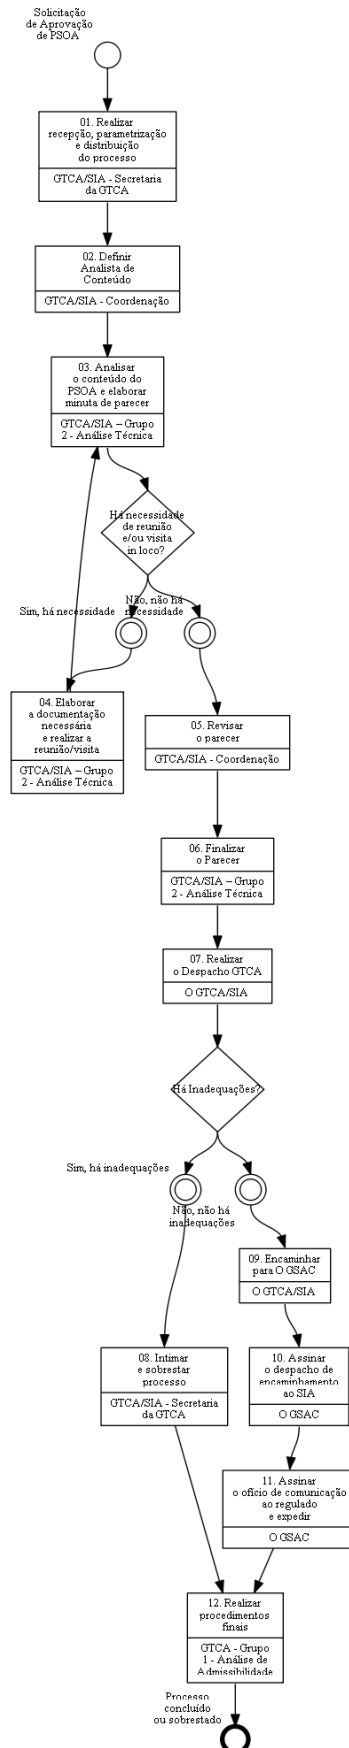 Solicitação
de Aprovação
de PSOA
01. Realizar
recepção, parametrização
e distribuição
do processo
GTCA/SIA - Secretaria
da GTCA
02. Definir
Analista de
Conteúdo
GTCA/SIA - Coordenação
03. Analisar
o conteúdo do
PSOA e elaborar
minuta de parecer
GTCA/SIA – Grupo
2 - Análise Técnica
Há necessidade
de reunião
e/ou visita
in loco?
Sim, há necessidade
Não, não há
necessidade
04. Elaborar
a documentação
necessária
e realizar a
reunião/visita
GTCA/SIA – Grupo
2 - Análise Técnica
05. Revisar
o parecer
GTCA/SIA - Coordenação
06. Finalizar
o Parecer
GTCA/SIA – Grupo
2 - Análise Técnica
07. Realizar
o Despacho GTCA
O GTCA/SIA
Há Inadequações?
Sim, há inadequações
Não, não há
inadequações
09. Encaminhar
para O GSAC
O GTCA/SIA
08. Intimar
e sobrestar
processo
GTCA/SIA - Secretaria
da GTCA
10. Assinar
o despacho de
encaminhamento
ao SIA
O GSAC
11. Assinar
o ofício de comunicação
ao regulado
e expedir
O GSAC
12. Realizar
procedimentos
finais
GTCA - Grupo
1 - Análise de
Admissibilidade
Processo
concluído
ou sobrestado